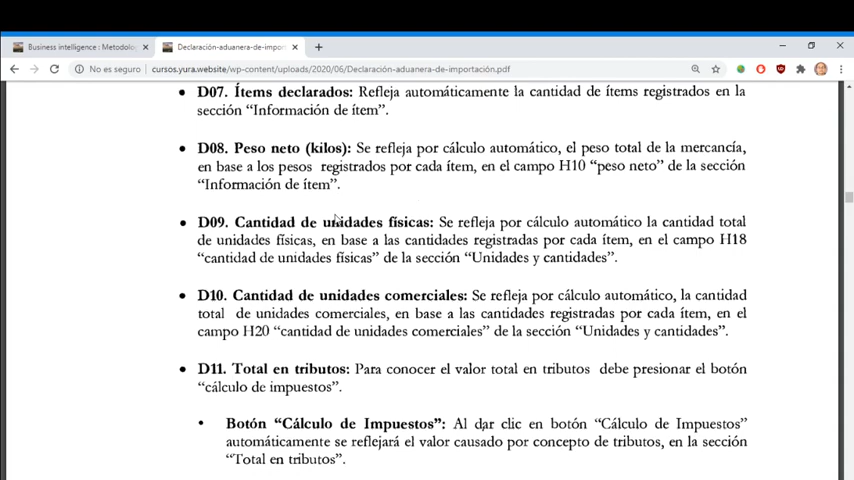 Business intelligence : Metodolog
Declaración-aduanera-de-import
No es seguro
cursos.yura.website/wp-content/uploads/2020/06/Declaración-aduanera-de-importación.pdf
• D07. Ítems declarados: Refleja automáticamente la cantidad de ítems registrados en la
sección “Información de ítem”.
• D08. Peso neto (kilos): Se refleja por cálculo automático, el peso total de la mercancía,
en base a los pesos registrados por cada ítem, en el campo H10 “peso neto” de la sección
“Información de ítem”.
• D09. Cantidad de unidades físicas: Se refleja por cálculo automático la cantidad total
de unidades físicas, en base a las cantidades registradas por cada ítem, en el campo H18
“cantidad de unidades físicas” de la sección “Unidades y cantidades”.
• D10. Cantidad de unidades comerciales: Se refleja por cálculo automático, la cantidad
total de unidades comerciales, en base a las cantidades registradas por cada ítem, en el
campo H20 “cantidad de unidades comerciales” de la sección “Unidades y cantidades”.
• D11. Total en tributos: Para conocer el valor total en tributos debe presionar el botón
“cálculo de impuestos”.
• Botón “Cálculo de Impuestos”: Al dar clic en botón “Cálculo de Impuestos”
automáticamente se reflejará el valor causado por concepto de tributos, en la sección
“Total en tributos”.